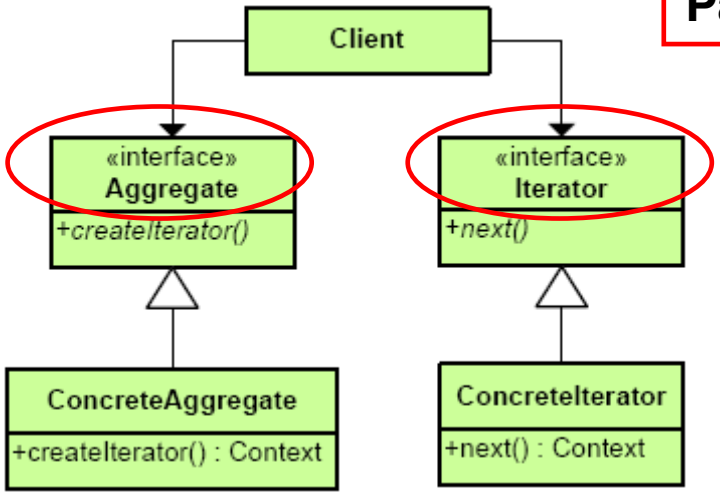 Client
«interface»
Aggregate
+createIterator()
«interface»
Iterator
+next()
ConcreteAggregate
+createIterator() : Context
ConcreteIterator
+next() : Context